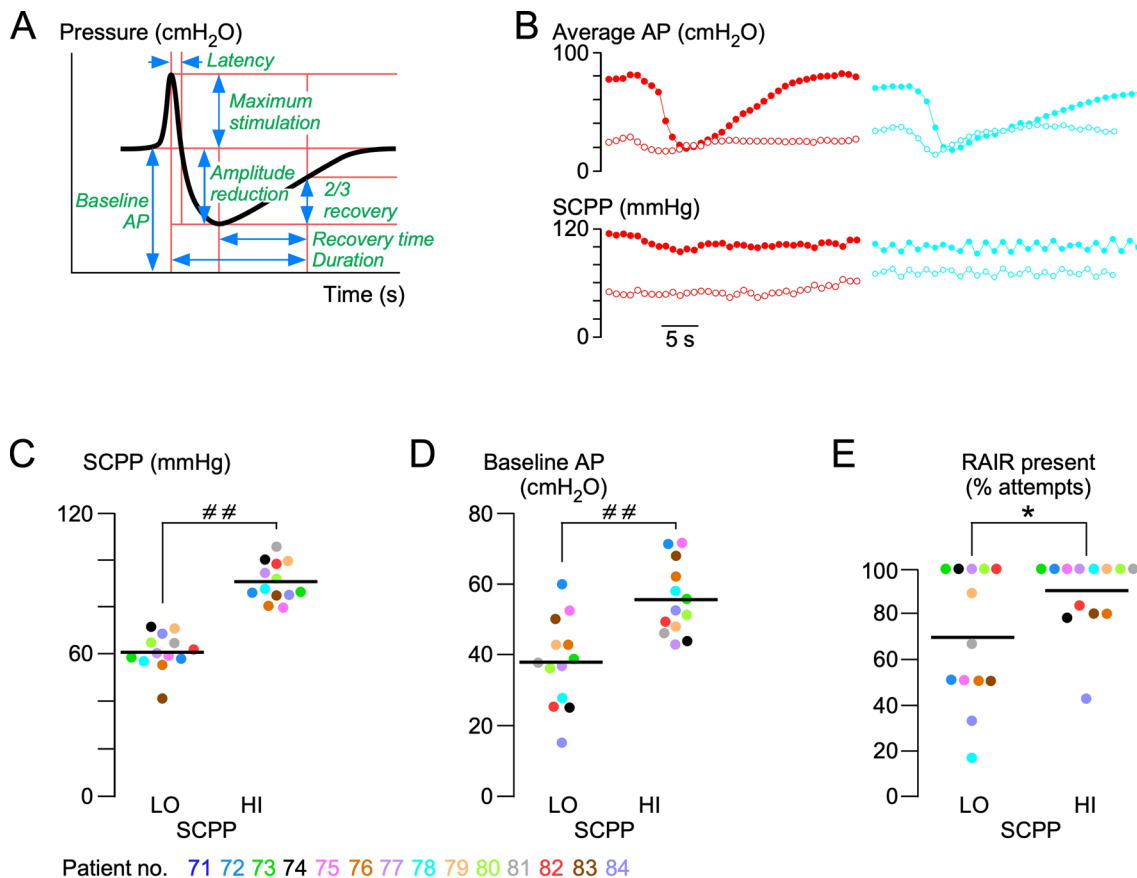 A
Pressure (cmH2O)
Latency
Maximum
stimulation
Amplitude
reduction
Baseline
AP
2/3
recovery
Recovery time
Duration
Time (s)
B
Average AP (cmH2O)
100
0
SCPP (mmHg)
120
0
5 s
C
SCPP (mmHg)
##
120
60
0
LO HI
SCPP
D
Baseline AP
(cmH2O)
##
80
60
40
20
0
LO HI
SCPP
E
RAIR present
(% attempts)
*
100
80
60
40
20
0
LO HI
SCPP
Patient no. 71 72 73 74 75 76 77 78 79 80 81 82 83 84